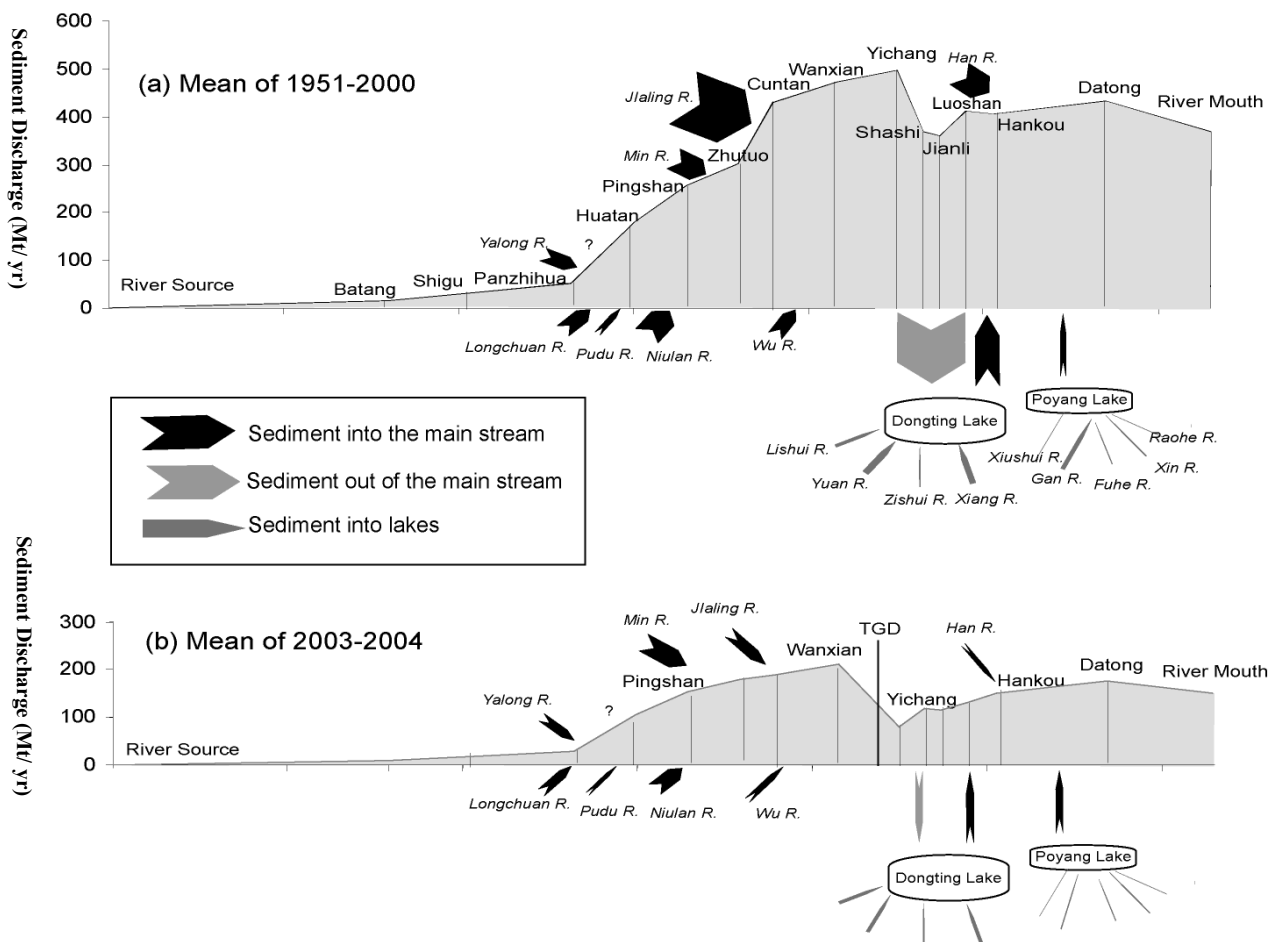 Sediment Discharge (Mt/ yr)
600
500
400
300
200
100
0
(a) Mean of 1951-2000
River Source
Batang
Shigu
Panzhihua
Yalong R.
?
Huatan
Pingshan
Min R.
Zhutuo
JIaling R.
Cuntan
Wanxian
Yichang
Shashi
Jianli
Han R.
Luoshan
Hankou
Datong
River Mouth
Longchuan R.
Pudu R.
Niulan R.
Wu R.
Dongting Lake
Lishui R.
Yuan R.
Zishui R.
Xiang R.
Poyang Lake
Xiushui R.
Gan R.
Fuhe R.
Xin R.
Raohe R.
Sediment into the main stream
Sediment out of the main stream
Sediment into lakes
Sediment Discharge (Mt/ yr)
300
200
100
0
(b) Mean of 2003-2004
River Source
Yalong R.
?
Pingshan
Min R.
JIaling R.
Wanxian
TGD
Yichang
Han R.
Hankou
Datong
River Mouth
Longchuan R.
Pudu R.
Niulan R.
Wu R.
Dongting Lake
Poyang Lake